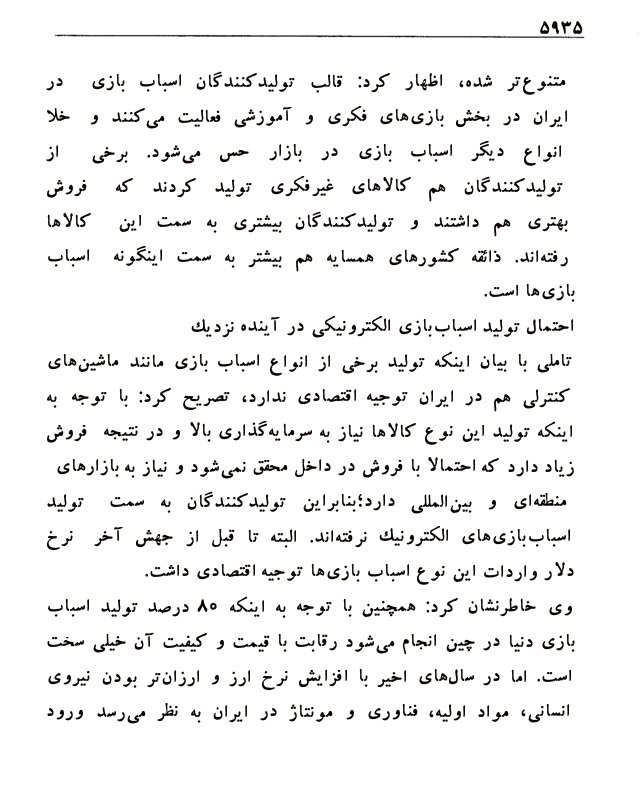 ۵۹۳۵
متنوع‌تر شده، اظهار کرد: قالب تولیدکنندگان اسباب بازی در
ایران در بخش بازی‌های فکری و آموزشی فعالیت می‌کنند و خلا
انواع دیگر اسباب بازی در بازار حس می‌شود. برخی از
تولیدکنندگان هم کالاهای غیرفکری تولید کردند که فروش
بهتری هم داشتند و تولیدکنندگان بیشتری به سمت این کالاها
رفته‌اند. ذائقه کشورهای همسایه هم بیشتر به سمت اینگونه اسباب
بازی‌ها است.
احتمال تولید اسباب‌بازی الکترونیکی در آینده نزدیك
تاملی با بیان اینکه تولید برخی از انواع اسباب بازی مانند ماشین‌های
کنترلی هم در ایران توجیه اقتصادی ندارد، تصریح کرد: با توجه به
اینکه تولید این نوع کالاها نیاز به سرمایه‌گذاری بالا و در نتیجه فروش
زیاد دارد که احتمالا با فروش در داخل محقق نمی‌شود و نیاز به بازارهای
منطقه‌ای و بین‌المللی دارد؛بنابراین تولیدکنندگان به سمت تولید
اسباب‌بازی‌های الکترونیك نرفته‌اند. البته تا قبل از جهش آخر نرخ
دلار واردات این نوع اسباب بازی‌ها توجیه اقتصادی داشت.
وی خاطرنشان کرد: همچنین با توجه به اینکه ۸۰ درصد تولید اسباب
بازی دنیا در چین انجام می‌شود رقابت با قیمت و کیفیت آن خیلی سخت
است. اما در سال‌های اخیر با افزایش نرخ ارز و ارزان‌تر بودن نیروی
انسانی، مواد اولیه، فناوری و مونتاژ در ایران به نظر می‌رسد ورود